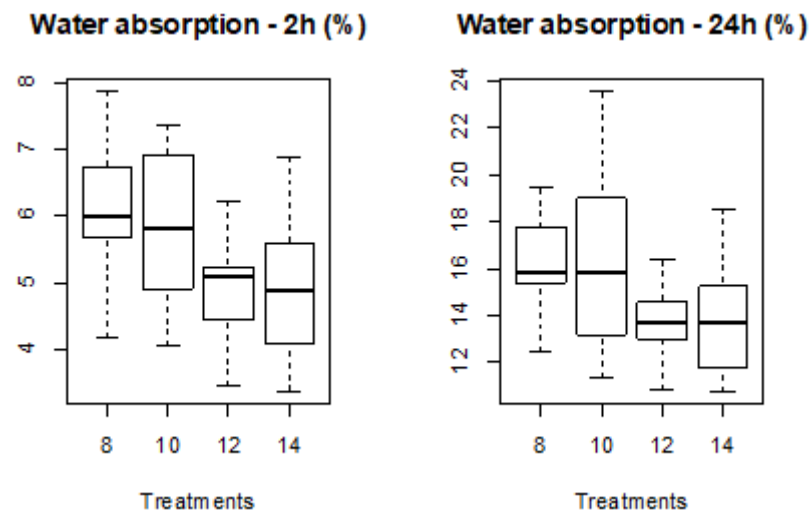 Water absorption - 2h (%)
8
7
6
5
4
8 10 12 14
Treatments
Water absorption - 24h (%)
24
22
20
18
16
14
12
8 10 12 14
Treatments